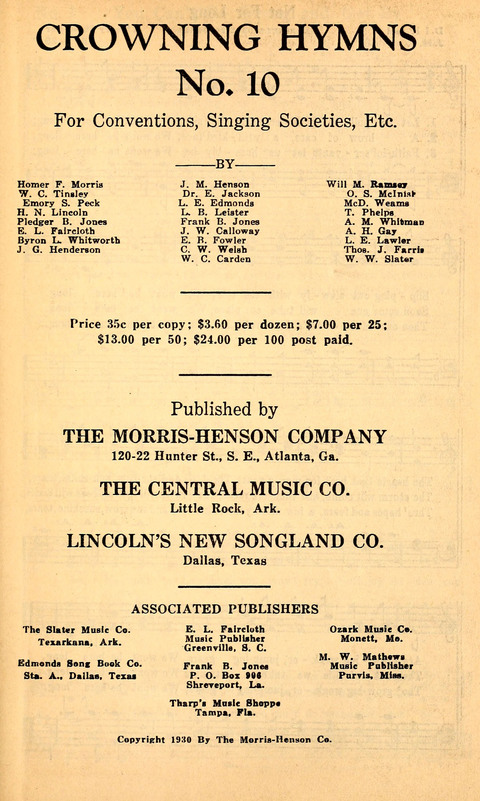 CROWNING HYMNS
No. 10
For Conventions, Singing Societies, Etc.
BY
Homer F. Morris
W. C. Tinsley
Emory S. Peck
H. N. Lincoln
Pledger B. Jones
E. L. Faircloth
Byron L. Whitworth
J. G. Henderson
J. M. Henson
Dr. E. Jackson
L. E. Edmonds
L. B. Leister
Frank B. Jones
J. W. Calloway
E. R. Fowler
C. W. Welsh
W. C. Carden
Will M. Ramsey
O. S. McInish
McD. Weams
T. Phelps
A. M. Whitman
A. H. Gay
L. E. Lawler
Thos. J. Farris
W. W. Slater
Price 35c per copy; $3.60 per dozen; $7.00 per 25;
$13.00 per 50; $24.00 per 100 post paid.
Published by
THE MORRIS-HENSON COMPANY
120-22 Hunter St., S. E., Atlanta, Ga.
THE CENTRAL MUSIC CO.
Little Rock, Ark.
LINCOLN'S NEW SONGLAND CO.
Dallas, Texas
ASSOCIATED PUBLISHERS
The Slater Music Co.
Texarkana, Ark.
Edmonds Song Book Co.
Sta. A., Dallas, Texas
E. L. Faircloth
Music Publisher
Greenville, S. C.
Frank B. Jones
P. O. Box 906
Shreveport, La.
Tharp's Music Shoppe
Tampa, Fla.
Ozark Music Co.
Monett, Mo.
M. W. Mathews
Music Publisher
Purvis, Miss.
Copyright 1930 By The Morris-Henson Co.